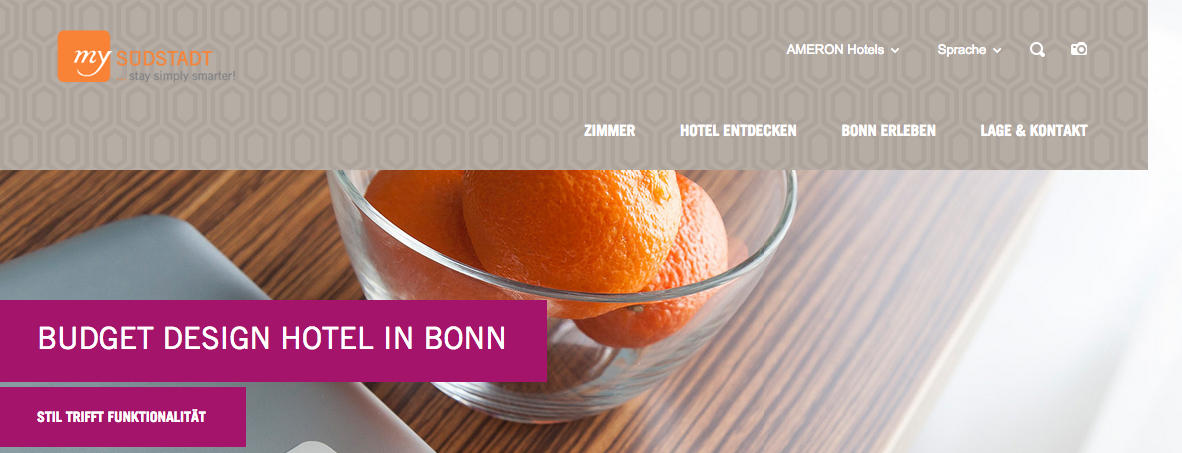 my SÜDSTADT
stay simply smarter!
AMERON Hotels
Sprache
ZIMMER
HOTEL ENTDECKEN
BONN ERLEBEN
LAGE & KONTAKT
BUDGET DESIGN HOTEL IN BONN
STIL TRIFFT FUNKTIONALITÄT